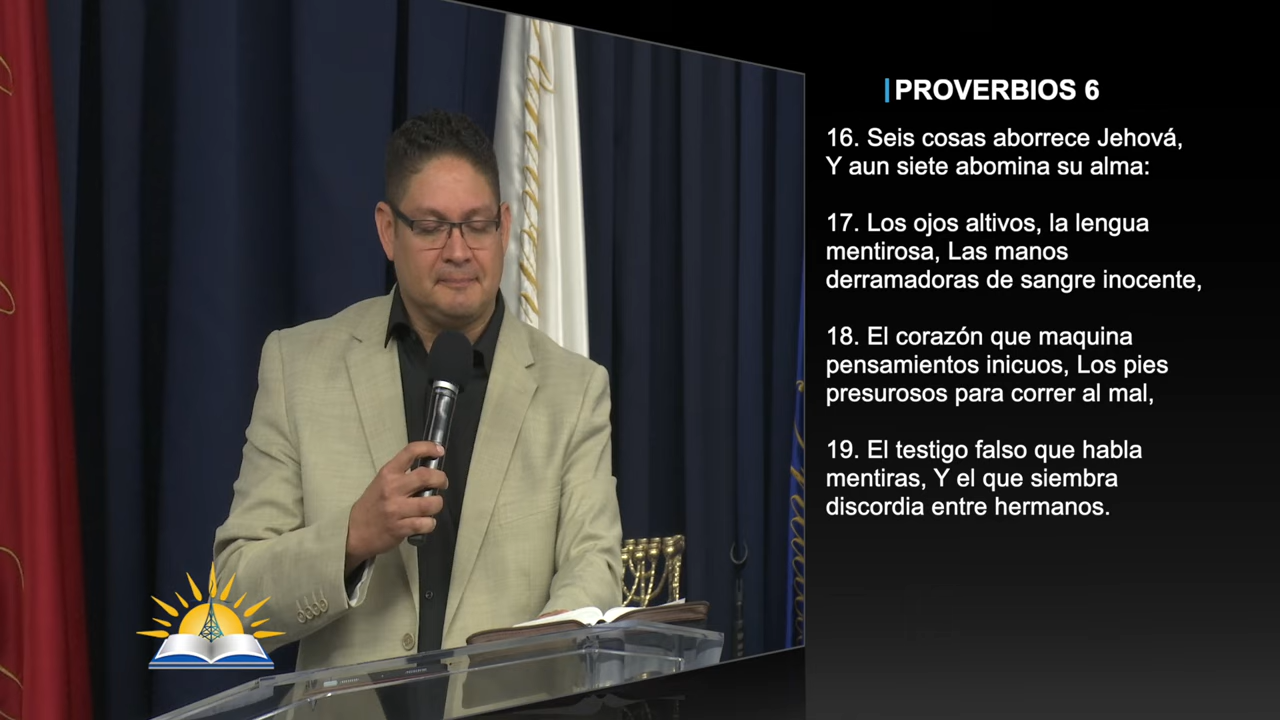 PROVERBIOS 6
16. Seis cosas aborrece Jehová,
Y aun siete abomina su alma:
17. Los ojos altivos, la lengua
mentirosa, Las manos
derramadoras de sangre inocente,
18. El corazón que maquina
pensamientos inicuos, Los pies
presurosos para correr al mal,
19. El testigo falso que habla
mentiras, Y el que siembra
discordia entre hermanos.